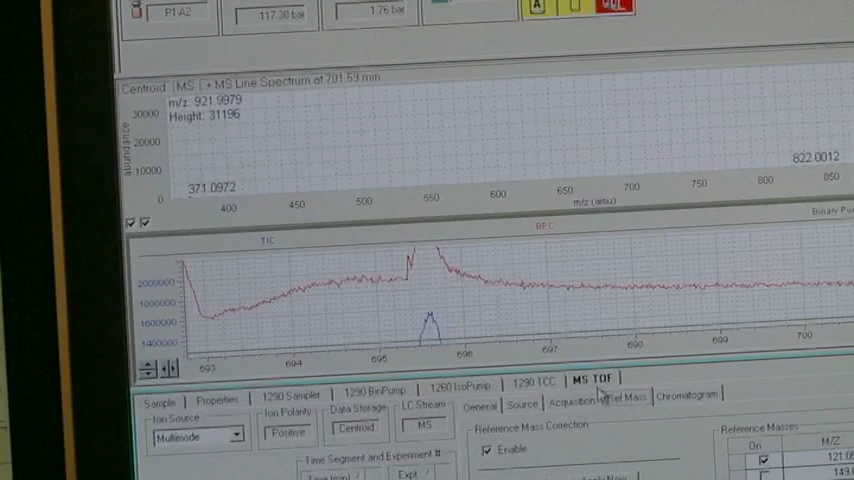 P1A2
117.30 bar
1.76 bar
A
Centroid MS + MS Line Spectrum at 701.59 min
m/z: 921.9979
Height: 31196
abundance
30000
20000
10000
0
371.0972
822.0012
400 450 500 550 600 650 700 750 800 850
m/z (amu)
TIC
BPC
2000000
1800000
1600000
1400000
693 694 695 696 697 698 699 700
Sample Properties 1290 Sampler 1290 BinPump 1260 IsoPump 1290 TCC MS TOF
Ion Source
Multimode
Ion Polarity
Positive
Data Storage
Centroid
LC Stream
MS
General Source Acquisition Ref Mass Chromatogram
Reference Mass Correction
Enable
Reference Masses
On M/Z
Time Segment and Experiment #
Expt